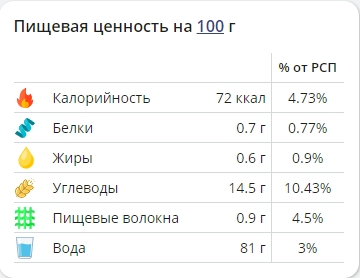 Пищевая ценность на 100 г
% от РСП
Калорийность 72 ккал 4.73%
Белки 0.7 г 0.77%
Жиры 0.6 г 0.9%
Углеводы 14.5 г 10.43%
Пищевые волокна 0.9 г 4.5%
Вода 81 г 3%